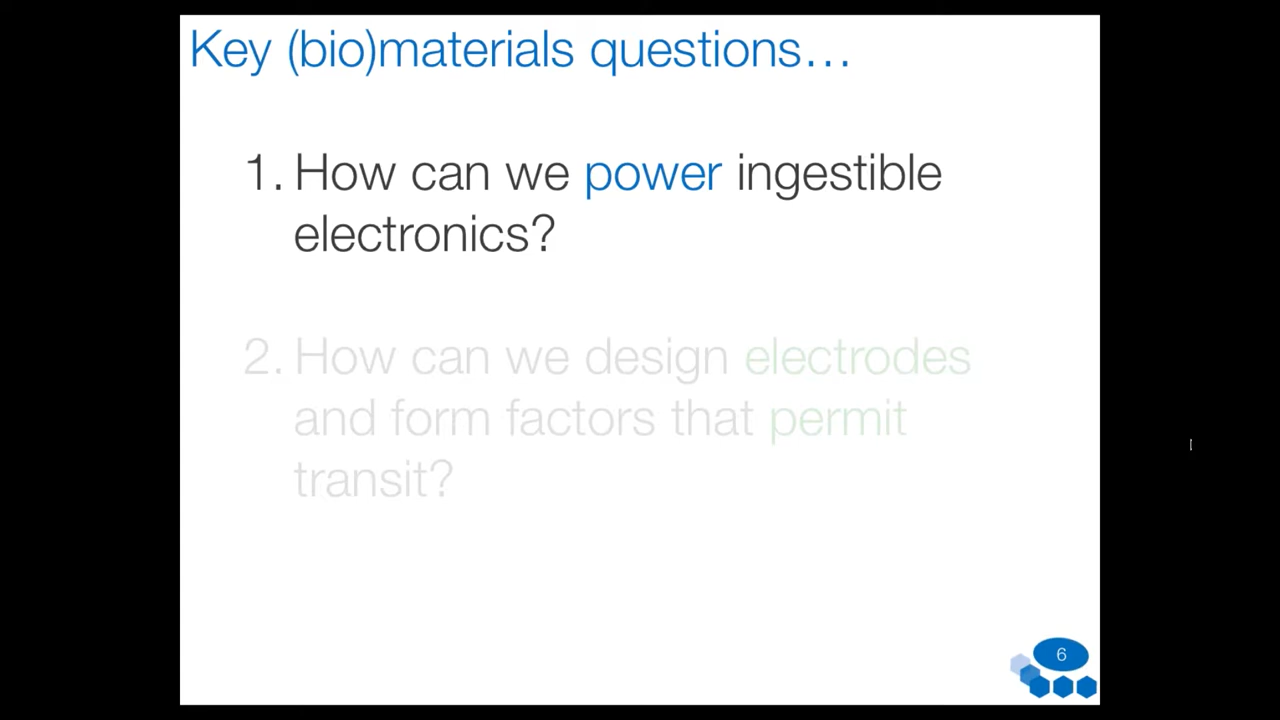 Key (bio)materials questions…
1. How can we power ingestible
electronics?
2. How can we design electrodes
and form factors that permit
transit?
6